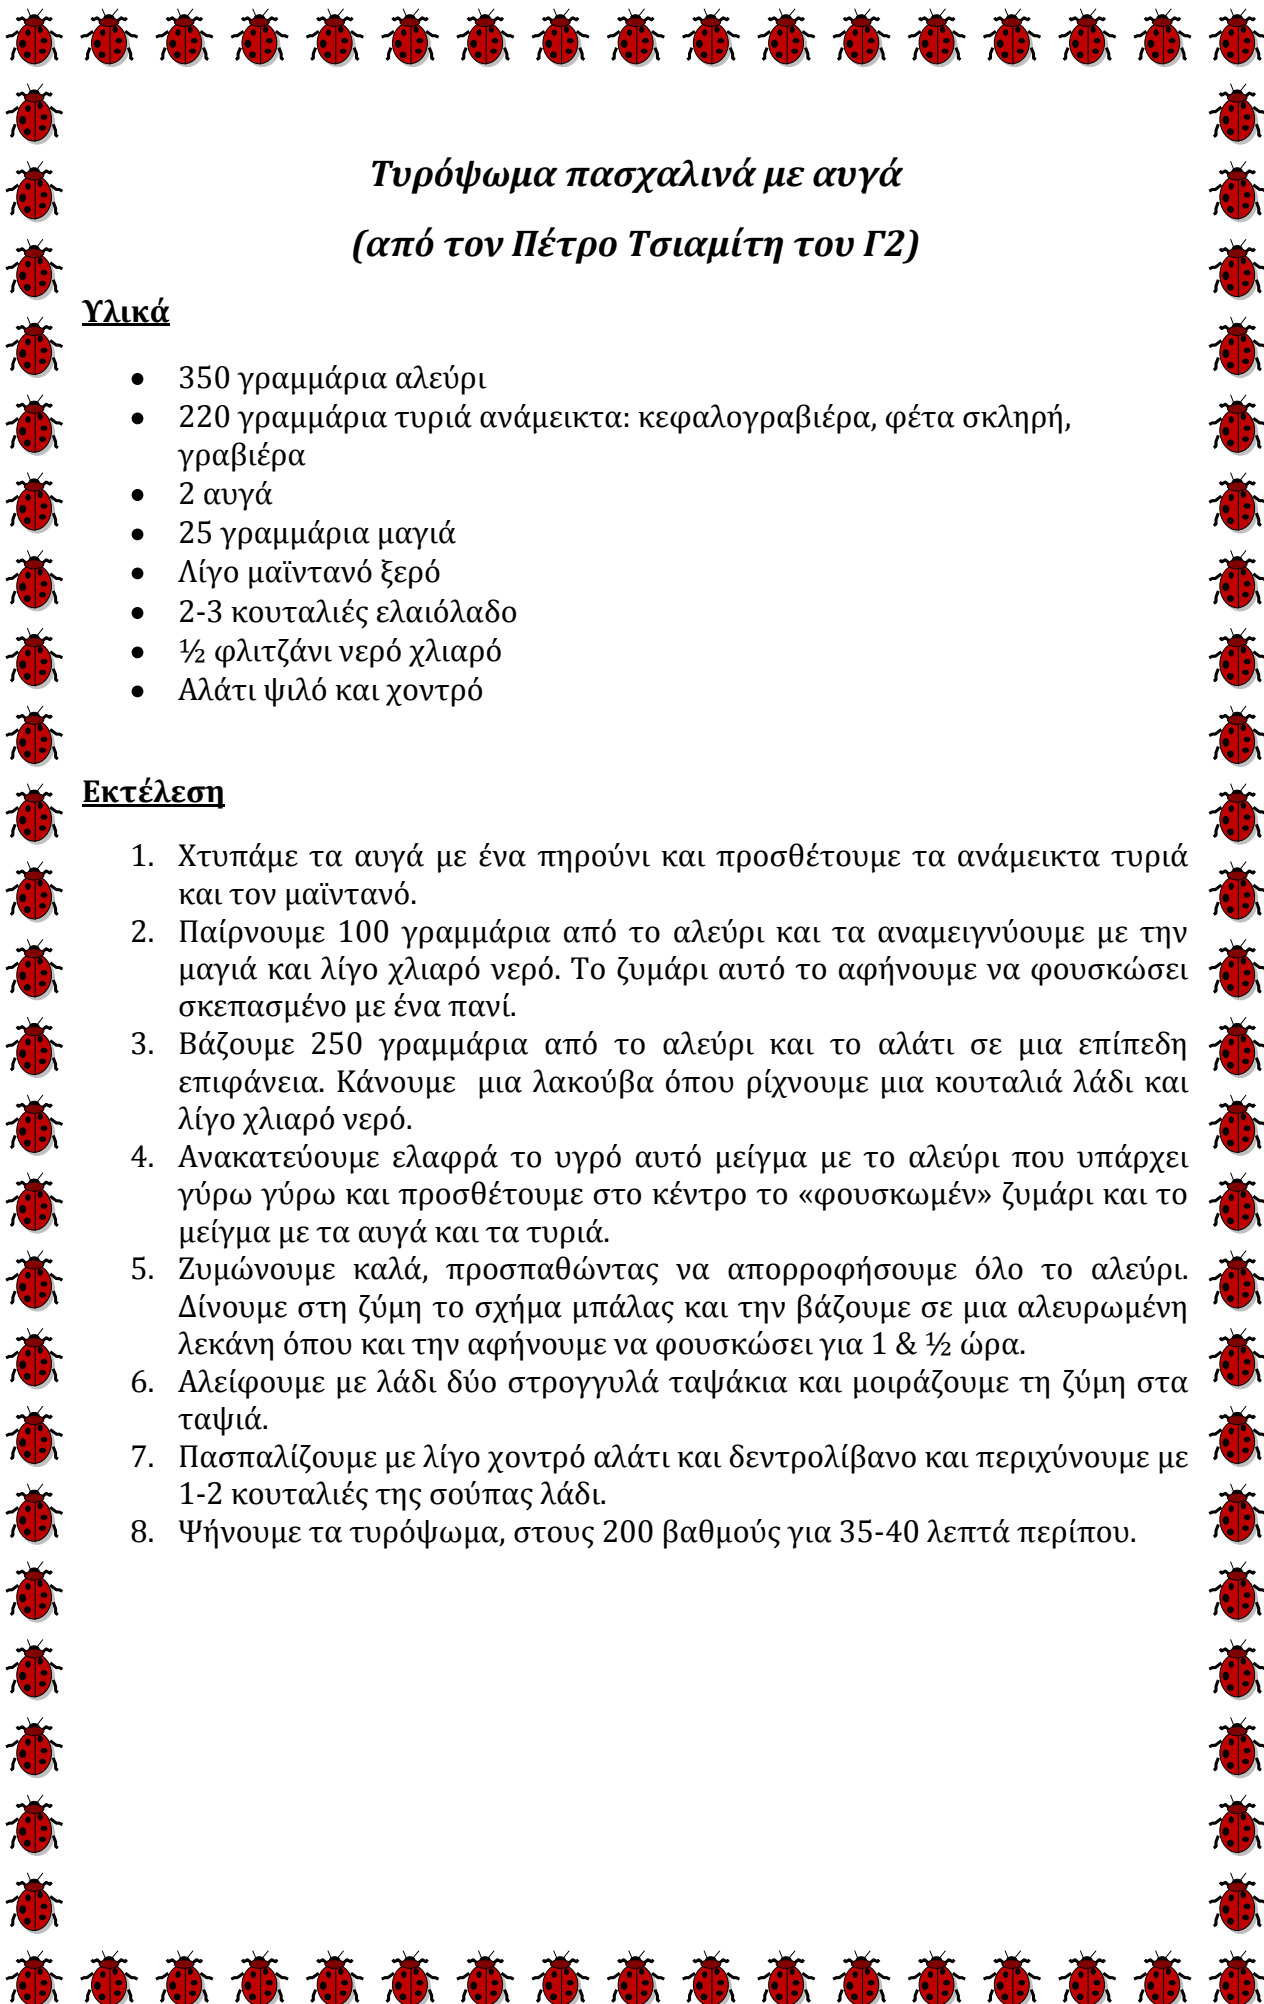 Τυρόψωμα πασχαλινά με αυγά
(από τον Πέτρο Τσιαμίτη του Γ2)
Υλικά
• 350 γραμμάρια αλεύρι
• 220 γραμμάρια τυριά ανάμεικτα: κεφαλογραβιέρα, φέτα σκληρή,
γραβιέρα
• 2 αυγά
• 25 γραμμάρια μαγιά
• Λίγο μαϊντανό ξερό
• 2-3 κουταλιές ελαιόλαδο
• ½ φλιτζάνι νερό χλιαρό
• Αλάτι ψιλό και χοντρό
Εκτέλεση
1. Χτυπάμε τα αυγά με ένα πηρούνι και προσθέτουμε τα ανάμεικτα τυριά
και τον μαϊντανό.
2. Παίρνουμε 100 γραμμάρια από το αλεύρι και τα αναμειγνύουμε με την
μαγιά και λίγο χλιαρό νερό. Το ζυμάρι αυτό το αφήνουμε να φουσκώσει
σκεπασμένο με ένα πανί.
3. Βάζουμε 250 γραμμάρια από το αλεύρι και το αλάτι σε μια επίπεδη
επιφάνεια. Κάνουμε  μια λακούβα όπου ρίχνουμε μια κουταλιά λάδι και
λίγο χλιαρό νερό.
4. Ανακατεύουμε ελαφρά το υγρό αυτό μείγμα με το αλεύρι που υπάρχει
γύρω γύρω και προσθέτουμε στο κέντρο το «φουσκωμέν» ζυμάρι και το
μείγμα με τα αυγά και τα τυριά.
5. Ζυμώνουμε καλά, προσπαθώντας να απορροφήσουμε όλο το αλεύρι.
Δίνουμε στη ζύμη το σχήμα μπάλας και την βάζουμε σε μια αλευρωμένη
λεκάνη όπου και την αφήνουμε να φουσκώσει για 1 & ½ ώρα.
6. Αλείφουμε με λάδι δύο στρογγυλά ταψάκια και μοιράζουμε τη ζύμη στα
ταψιά.
7. Πασπαλίζουμε με λίγο χοντρό αλάτι και δεντρολίβανο και περιχύνουμε με
1-2 κουταλιές της σούπας λάδι.
8. Ψήνουμε τα τυρόψωμα, στους 200 βαθμούς για 35-40 λεπτά περίπου.